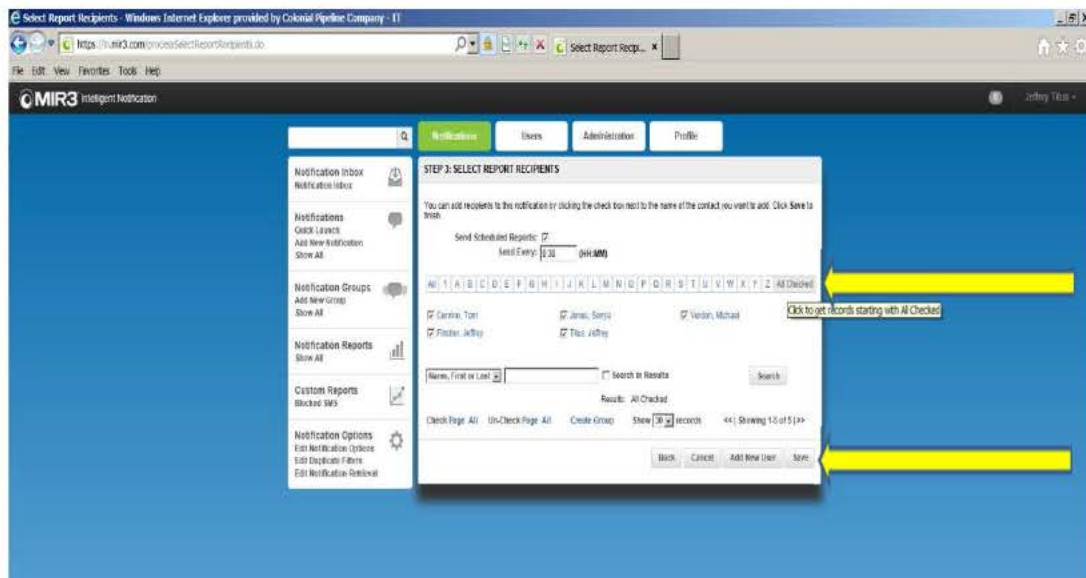 Select Report Recipients - Windows Internet Explorer provided by Colonial Pipeline Company - IT
Select Report Recip...
File Edit View Favorites Tools Help
MIR3 Intelligent Notification
Jeffrey Titus
Notifications Users Administration Profile
Notification Inbox
Notification Inbox
Notifications
Quick Launch
Add New Notification
Show All
Notification Groups
Add New Group
Show All
Notification Reports
Show All
Custom Reports
Blocked SMS
Notification Options
Edit Notification Options
Edit Duplicate Filters
Edit Notification Retrieval
STEP 3: SELECT REPORT RECIPIENTS
You can add recipients to this notification by clicking the check box next to the name of the contact you want to add. Click Save to
finish.
Send Scheduled Reports:
Send Every: 0:30 (HH:MM)
All 1 A B C D E F G H I J K L M N O P Q R S T U V W X Y Z All Checked
Click to get records starting with All Checked
Tom Jones, Sonya Michael
Fincher, Jeffrey Titus, Jeffrey
Name, First or Last Search in Results Search
Results: All Checked
Check Page All Un-Check Page All Create Group Show 30 records <<| Showing 1-5 of 5 |>>
Back Cancel Add New User Save